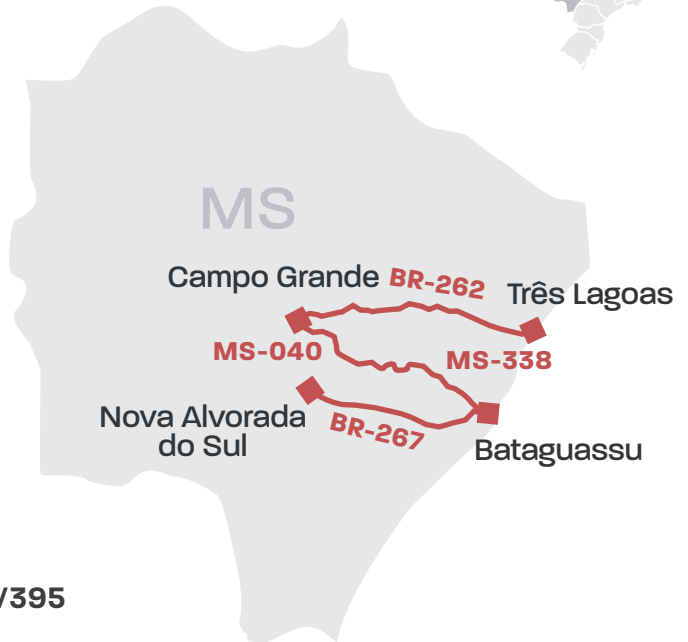 MS
Campo Grande
BR-262
Três Lagoas
MS-040
MS-338
Nova Alvorada
do Sul
BR-267
Bataguassu
/395